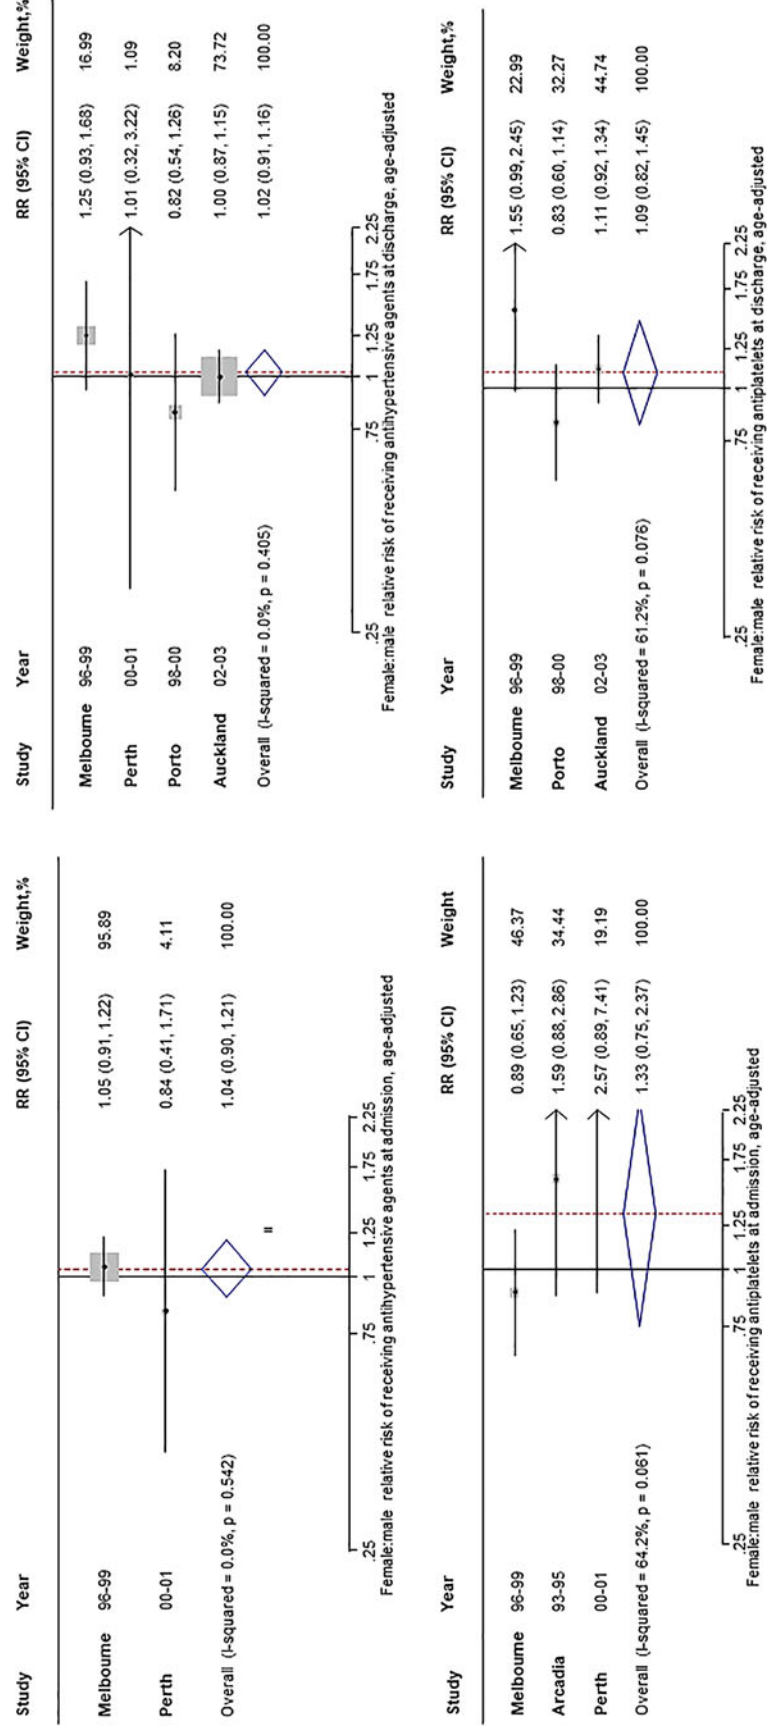 Study Year RR (95% CI) Weight,%
Melbourne 96-99 1.05 (0.91, 1.22) 95.89
Perth 00-01 0.84 (0.41, 1.71) 4.11
Overall (I-squared = 0.0%, p = 0.542) 1.04 (0.90, 1.21) 100.00
=
.25 .75 1 1.25 1.75 2.25
Female:male relative risk of receiving antihypertensive agents at admission, age-adjusted
Study Year RR (95% CI) Weight,%
Melbourne 96-99 1.25 (0.93, 1.68) 16.99
Perth 00-01 1.01 (0.32, 3.22) 1.09
Porto 98-00 0.82 (0.54, 1.26) 8.20
Auckland 02-03 1.00 (0.87, 1.15) 73.72
Overall (I-squared = 0.0%, p = 0.405) 1.02 (0.91, 1.16) 100.00
.25 .75 1 1.25 1.75 2.25
Female:male relative risk of receiving antihypertensive agents at discharge, age-adjusted
Study Year RR (95% CI) Weight
Melbourne 96-99 0.89 (0.65, 1.23) 46.37
Arcadia 93-95 1.59 (0.88, 2.86) 34.44
Perth 00-01 2.57 (0.89, 7.41) 19.19
Overall (I-squared = 64.2%, p = 0.061) 1.33 (0.75, 2.37) 100.00
.25 .75 1 1.25 1.75 2.25
Female:male relative risk of receiving antiplatelets at admission, age-adjusted
Study Year RR (95% CI) Weight,%
Melbourne 96-99 1.55 (0.99, 2.45) 22.99
Porto 98-00 0.83 (0.60, 1.14) 32.27
Auckland 02-03 1.11 (0.92, 1.34) 44.74
Overall (I-squared = 61.2%, p = 0.076) 1.09 (0.82, 1.45) 100.00
.25 .75 1 1.25 1.75 2.25
Female:male relative risk of receiving antiplatelets at discharge, age-adjusted